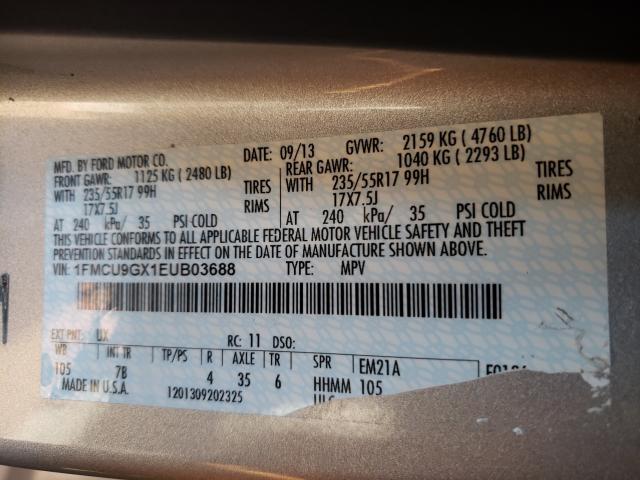 MFD. BY FORD MOTOR CO. DATE: 09/13 GVWR: 2159 KG ( 4760 LB)
FRONT GAWR: 1125 KG ( 2480 LB) REAR GAWR: 1040 KG ( 2293 LB)
WITH 235/55R17 99H TIRES WITH 235/55R17 99H TIRES
17X7.5J RIMS 17X7.5J RIMS
AT 240 kPa/ 35 PSI COLD AT 240 kPa/ 35 PSI COLD
THIS VEHICLE CONFORMS TO ALL APPLICABLE FEDERAL MOTOR VEHICLE SAFETY AND THEFT
PREVENTION STANDARDS IN EFFECT ON THE DATE OF MANUFACTURE SHOWN ABOVE.
VIN: 1FMCU9GX1EUB03688 TYPE: MPV
EXT PNT: UX RC: 11 DSO:
WB INT TR TP/PS R AXLE TR SPR EM21A
105 7B 4 35 6 HHMM 105
MADE IN U.S.A. 1201309202325